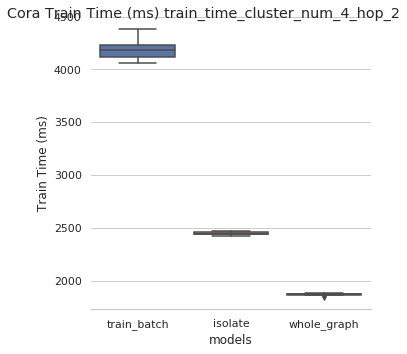 Cora Train Time (ms) train_time_cluster_num_4_hop_2
4500
4000
3500
3000
2500
2000
Train Time (ms)
train_batch isolate whole_graph
models